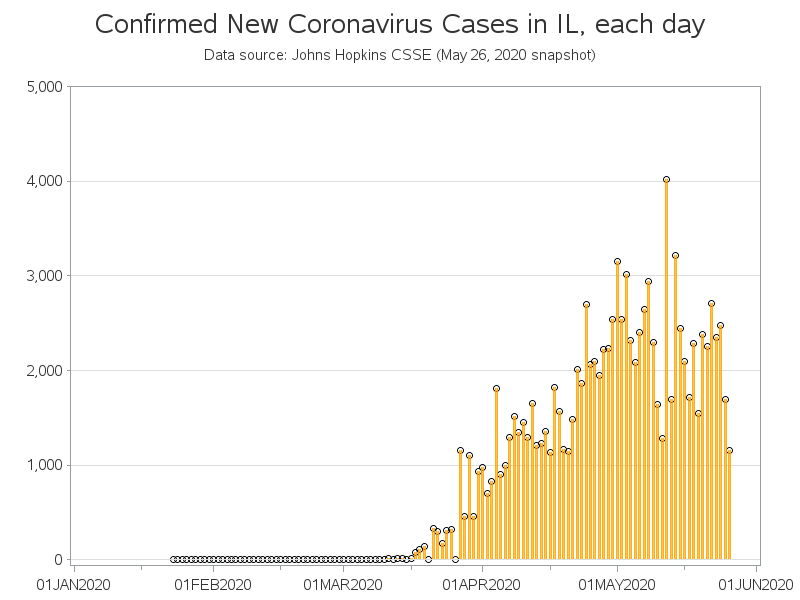 Confirmed New Coronavirus Cases in IL, each day
Data source: Johns Hopkins CSSE (May 26, 2020 snapshot)
5,000
4,000
3,000
2,000
1,000
0
01JAN2020 01FEB2020 01MAR2020 01APR2020 01MAY2020 01JUN2020